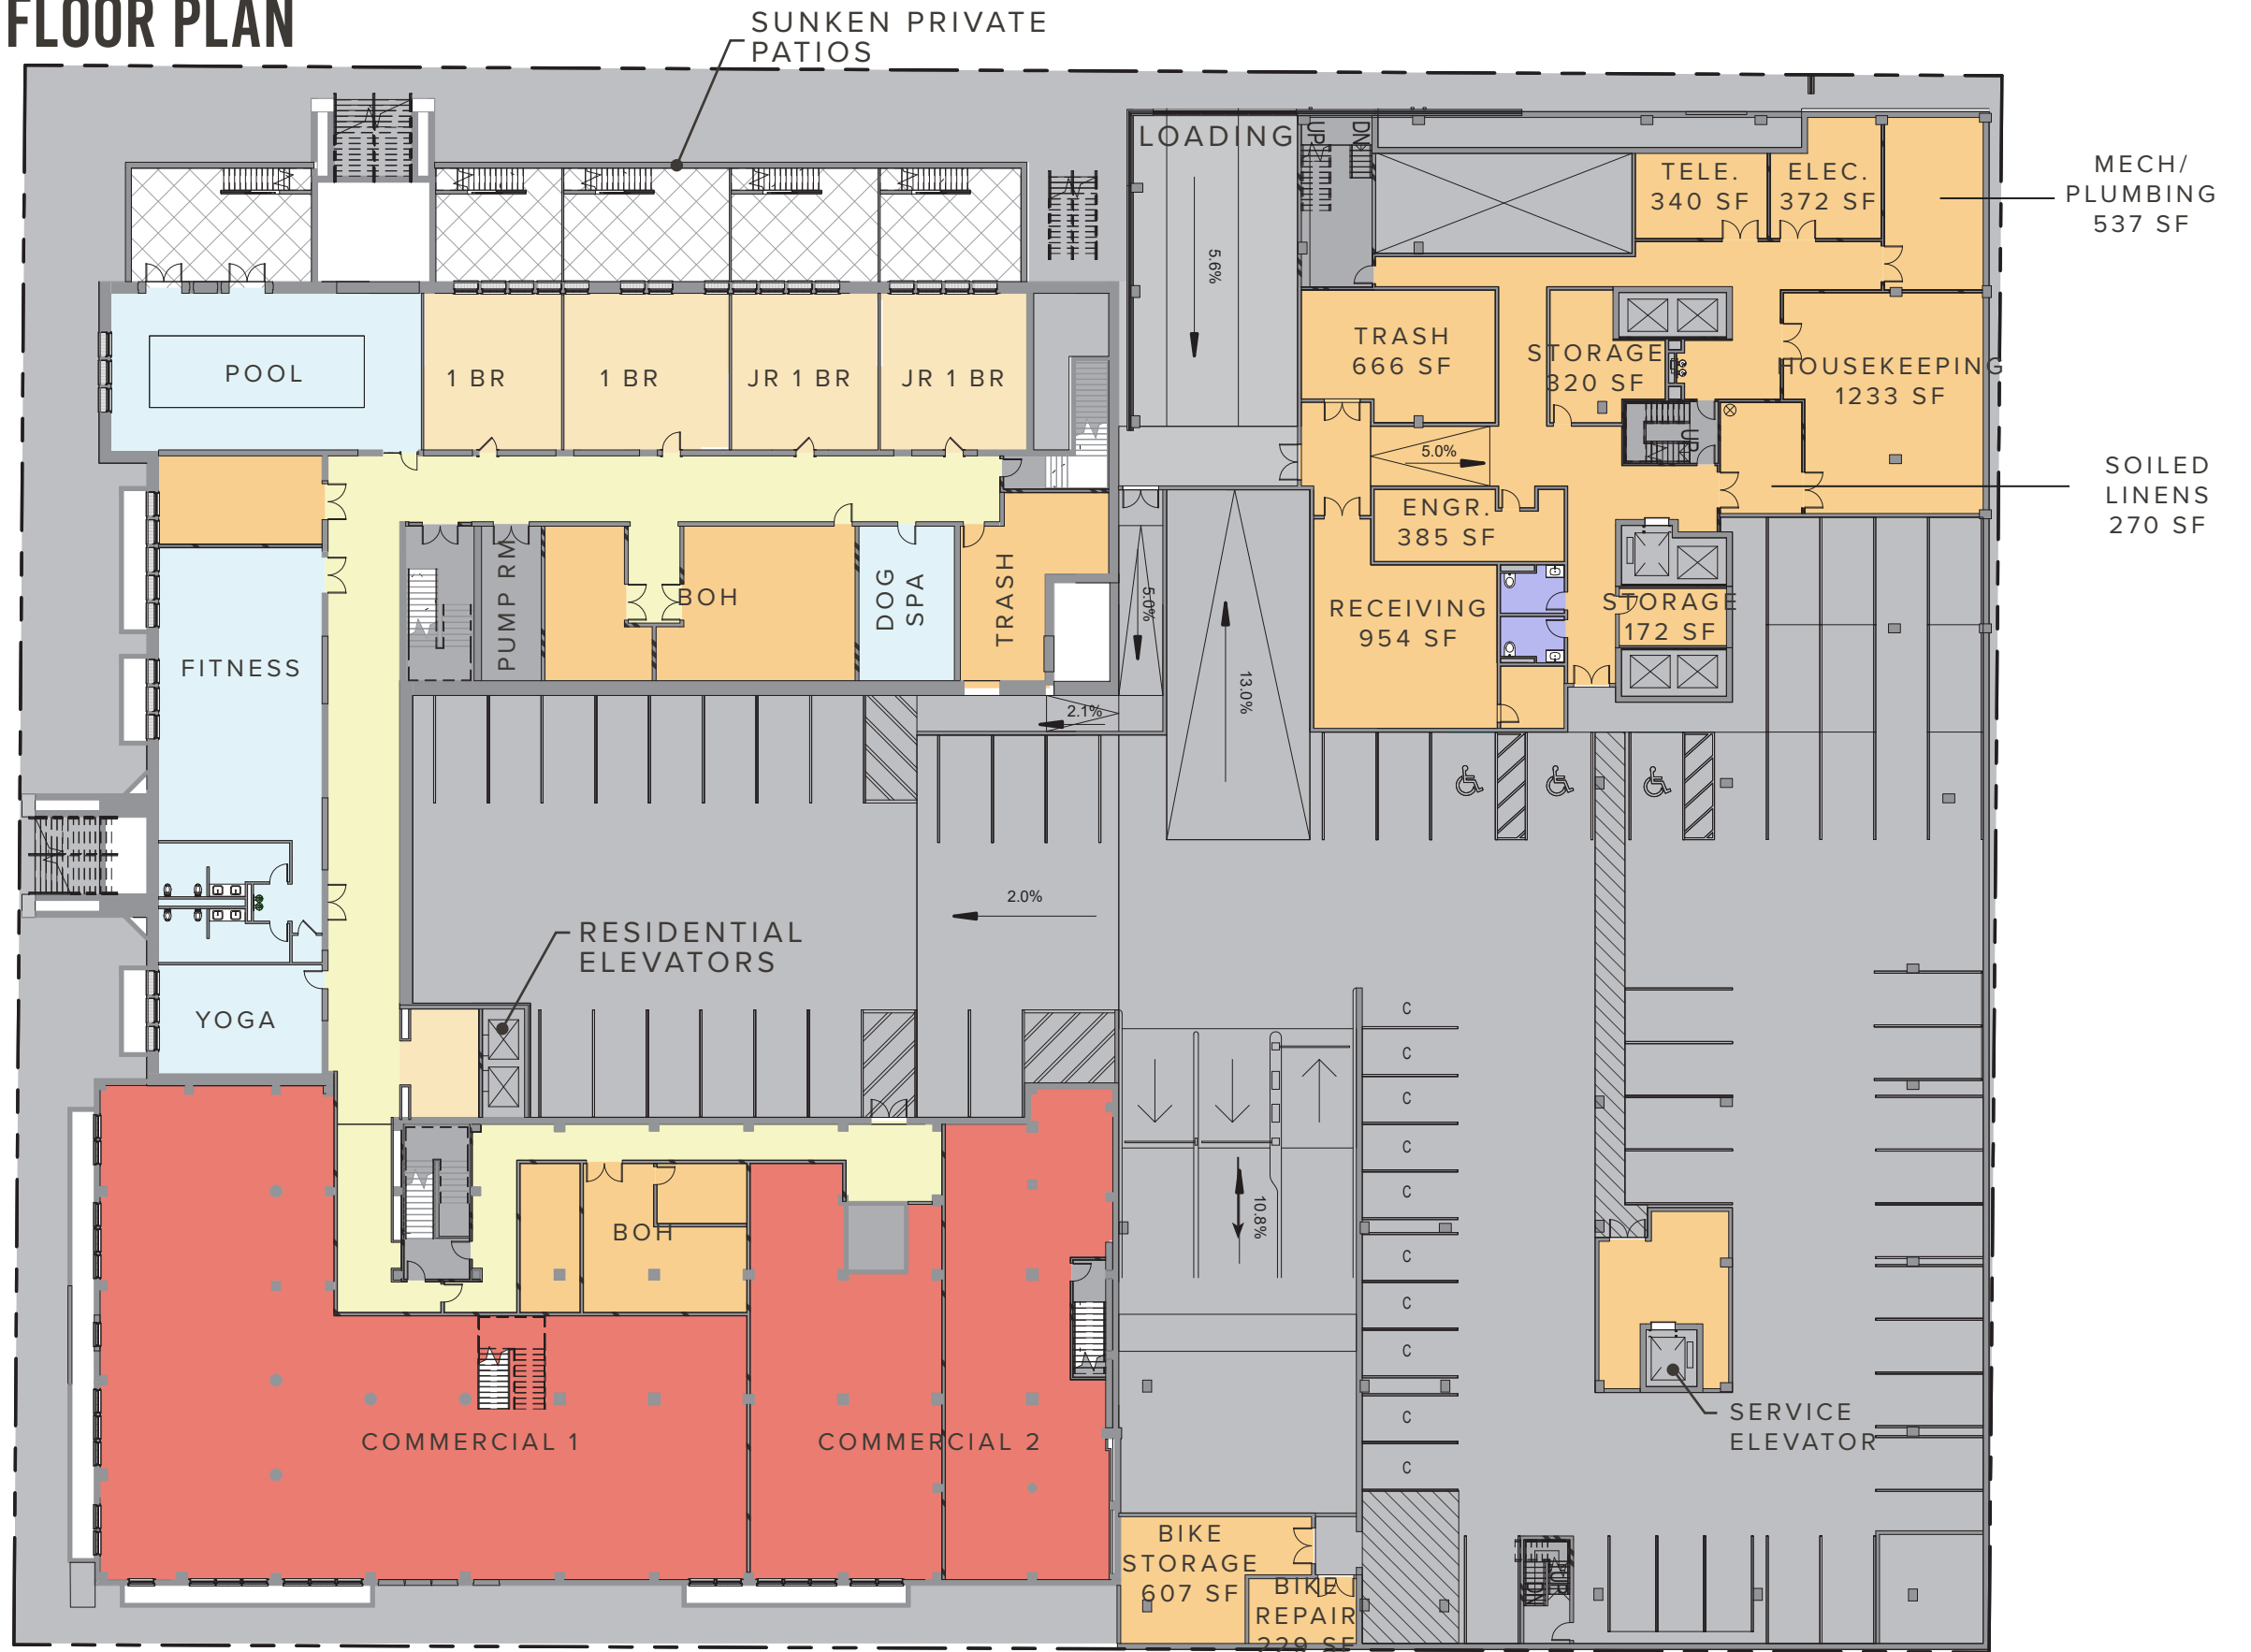 FLOOR PLAN
SUNKEN PRIVATE
PATIOS
LOADING
UP
DN
TELE.
340 SF
ELEC.
372 SF
MECH/
PLUMBING
537 SF
5.6%
POOL
1 BR
1 BR
JR 1 BR
JR 1 BR
TRASH
666 SF
STORAGE
320 SF
HOUSEKEEPING
1233 SF
UP
5.0%
SOILED
LINENS
270 SF
ENGR.
385 SF
PUMP RM
BOH
DOG
SPA
TRASH
5.0%
RECEIVING
954 SF
STORAGE
172 SF
FITNESS
13.0%
2.1%
2.0%
RESIDENTIAL
ELEVATORS
YOGA
C
C
C
C
C
C
C
C
C
C
10.8%
BOH
COMMERCIAL 1
COMMERCIAL 2
SERVICE
ELEVATOR
BIKE
STORAGE
607 SF
BIKE
REPAIR
229 SF
DN
UP